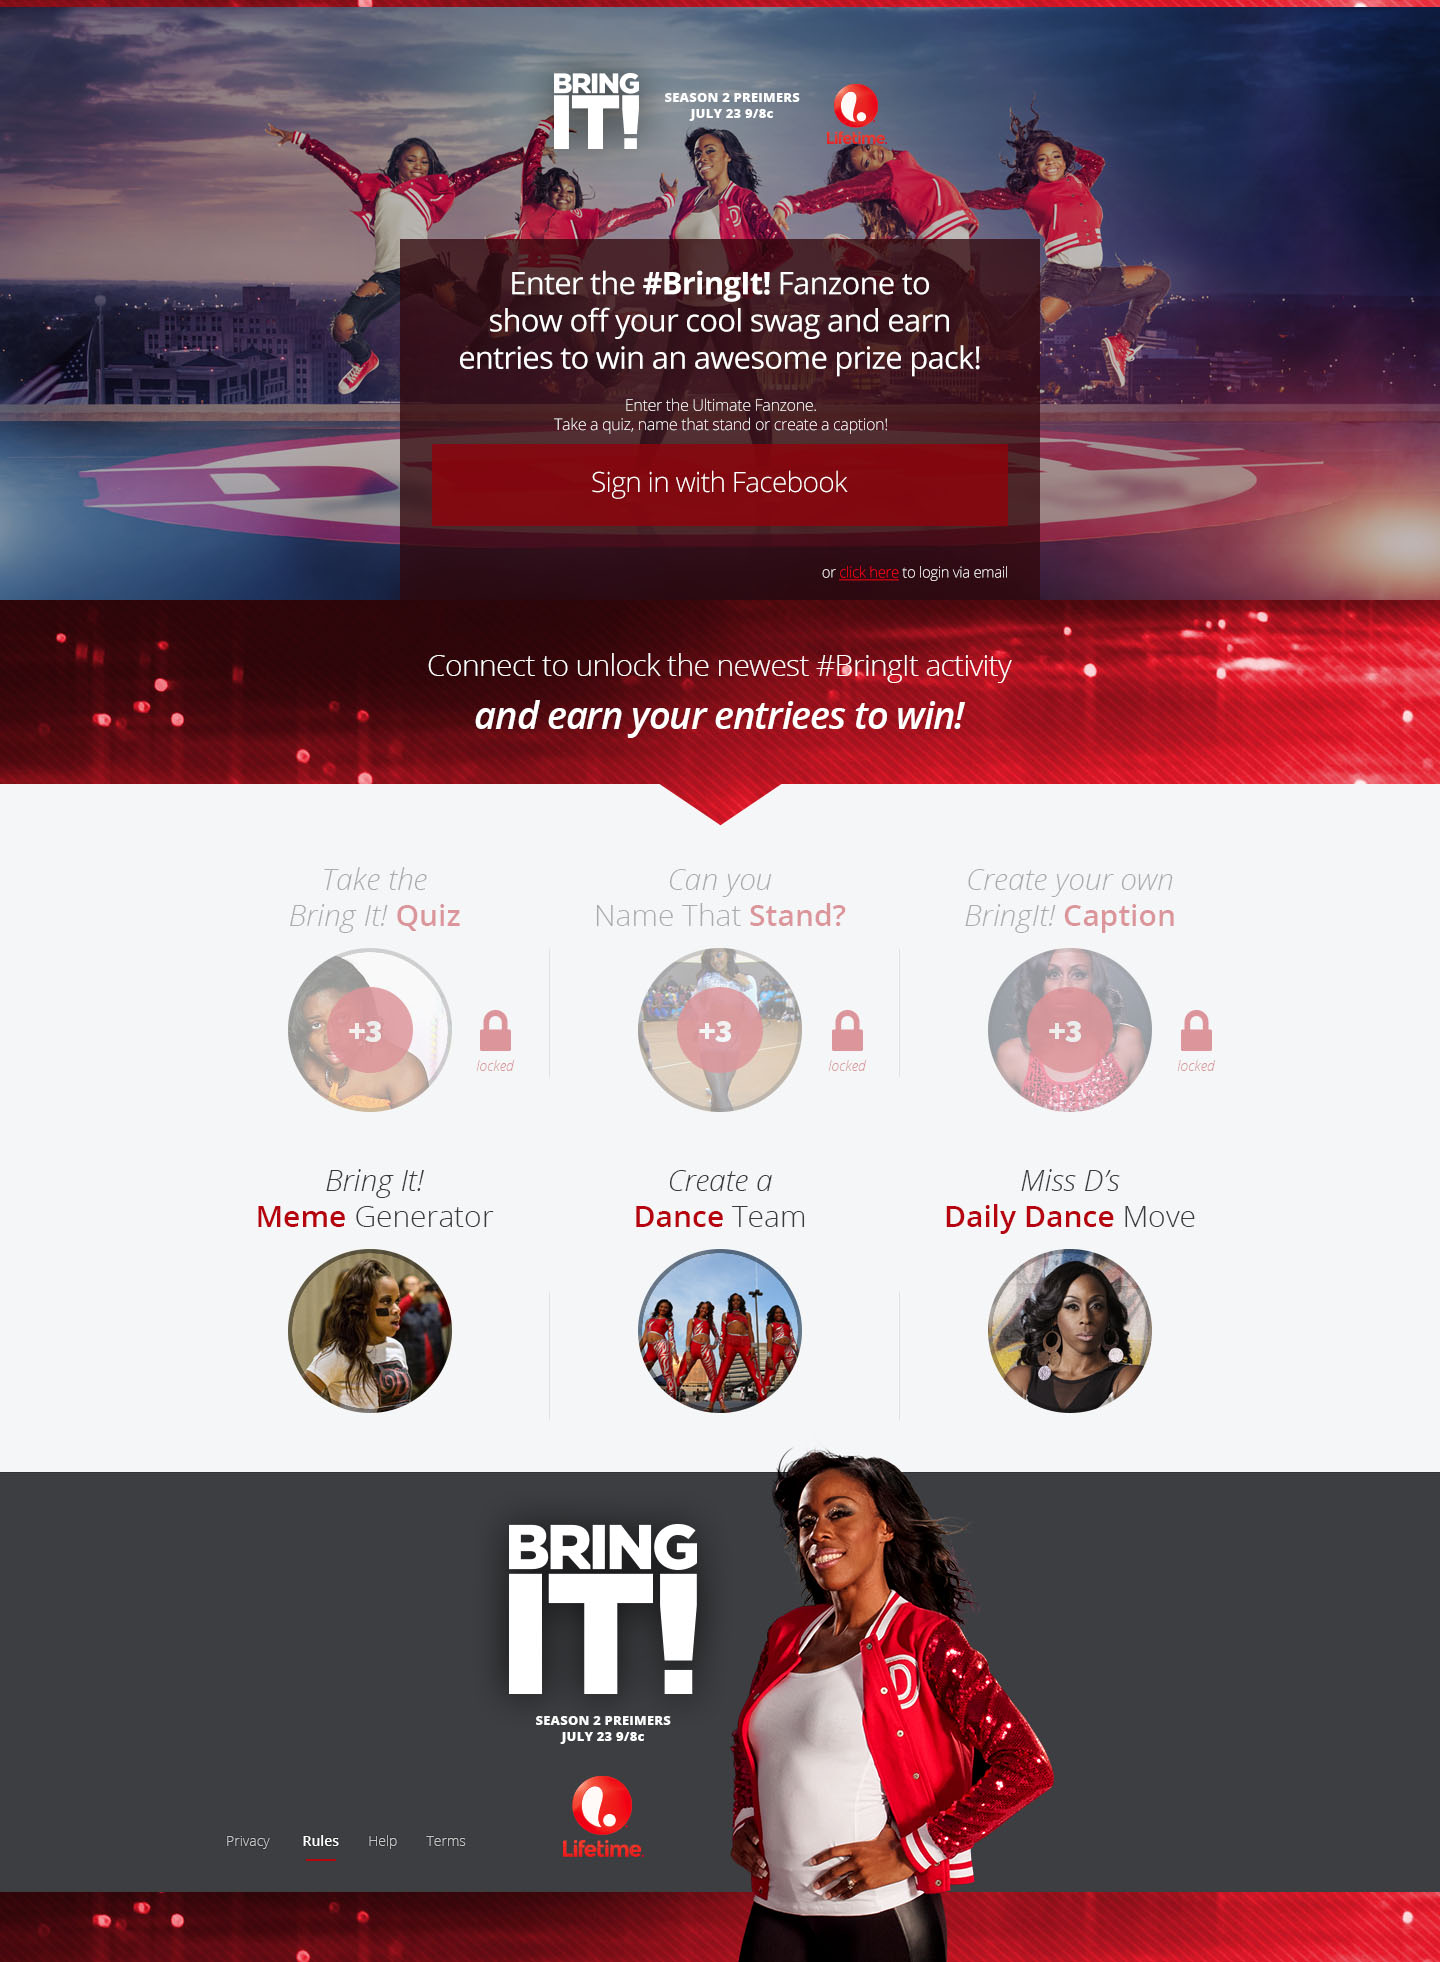 BRING
IT!
SEASON 2 PREIMERS
JULY 23 9/8c
Lifetime
Enter the #BringIt! Fanzone to
show off your cool swag and earn
entries to win an awesome prize pack!
Enter the Ultimate Fanzone.
Take a quiz, name that stand or create a caption!
Sign in with Facebook
or click here to login via email
Connect to unlock the newest #BringIt activity
and earn your entriees to win!
Take the
Bring It! Quiz
+3
locked
Can you
Name That Stand?
+3
locked
Create your own
BringIt! Caption
+3
locked
Bring It!
Meme Generator
Create a
Dance Team
Miss D's
Daily Dance Move
BRING
IT!
SEASON 2 PREIMERS
JULY 23 9/8c
Lifetime
Privacy Rules Help Terms